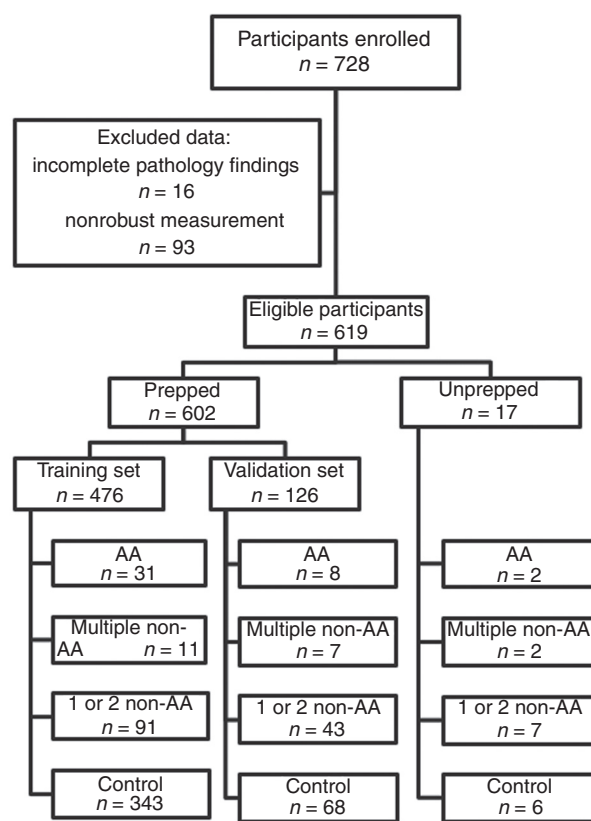 Participants enrolled
n = 728
Excluded data:
incomplete pathology findings
n = 16
nonrobust measurement
n = 93
Eligible participants
n = 619
Prepped
n = 602
Unprepped
n = 17
Training set
n = 476
Validation set
n = 126
AA
n = 31
Multiple non-
AA n = 11
1 or 2 non-AA
n = 91
Control
n = 343
AA
n = 8
Multiple non-AA
n = 7
1 or 2 non-AA
n = 43
Control
n = 68
AA
n = 2
Multiple non-AA
n = 2
1 or 2 non-AA
n = 7
Control
n = 6